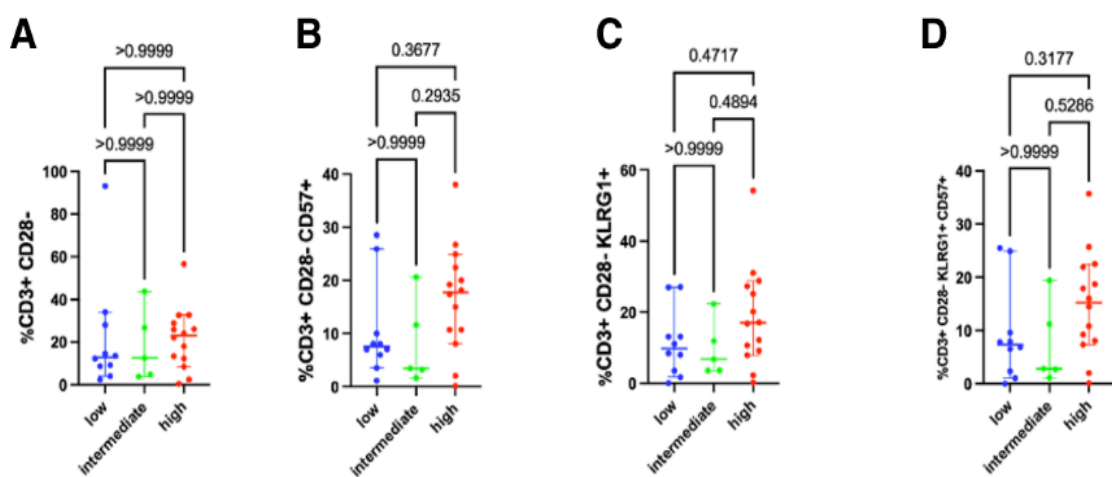 A
>0.9999
>0.9999
>0.9999
%CD3+ CD28-
100
80
60
40
20
0
low
intermediate
high
B
0.3677
0.2935
>0.9999
%CD3+ CD28- CD57+
40
30
20
10
0
low
intermediate
high
C
0.4717
0.4894
>0.9999
%CD3+ CD28- KLRG1+
60
40
20
0
low
intermediate
high
D
0.3177
0.5286
>0.9999
%CD3+ CD28- KLRG1+ CD57+
40
30
20
10
0
low
intermediate
high